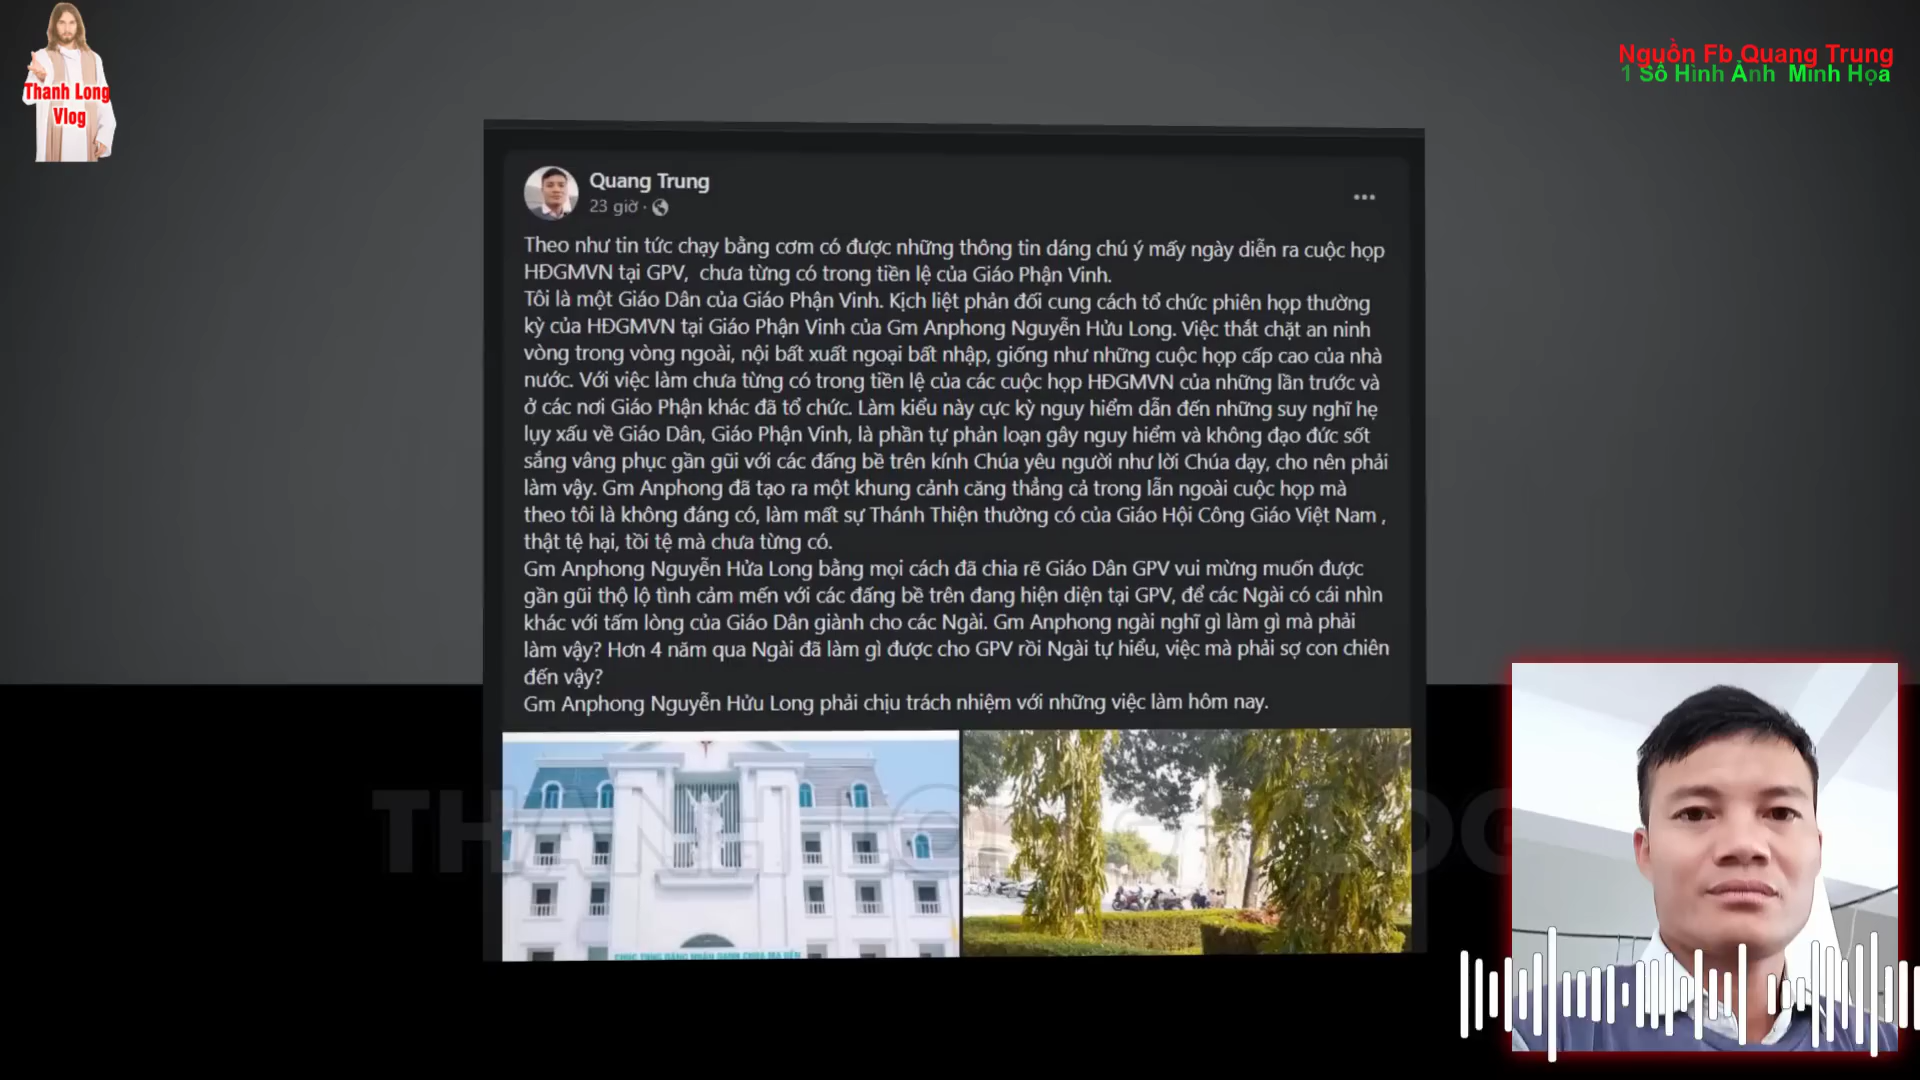 Thanh Long
Vlog
Nguồn Fb Quang Trung
1 Số Hình Ảnh Minh Họa
Quang Trung
23 giờ ·
Theo như tin tức chạy bằng cơm có được những thông tin dáng chú ý mấy ngày diễn ra cuộc họp
HĐGMVN tại GPV, chưa từng có trong tiền lệ của Giáo Phận Vinh.
Tôi là một Giáo Dân của Giáo Phận Vinh. Kịch liệt phản đối cung cách tổ chức phiên họp thường
kỳ của HĐGMVN tại Giáo Phận Vinh của Gm Anphong Nguyễn Hửu Long. Việc thắt chặt an ninh
vòng trong vòng ngoài, nội bất xuất ngoại bất nhập, giống như những cuộc họp cấp cao của nhà
nước. Với việc làm chưa từng có trong tiền lệ của các cuộc họp HĐGMVN của những lần trước và
ở các nơi Giáo Phận khác đã tổ chức. Làm kiểu này cực kỳ nguy hiểm dẫn đến những suy nghĩ hẹ
lụy xấu về Giáo Dân, Giáo Phận Vinh, là phần tự phản loạn gây nguy hiểm và không đạo đức sốt
sắng vâng phục gần gũi với các đấng bề trên kính Chúa yêu người như lời Chúa dạy, cho nên phải
làm vậy. Gm Anphong đã tạo ra một khung cảnh căng thẳng cả trong lẫn ngoài cuộc họp mà
theo tôi là không đáng có, làm mất sự Thánh Thiện thường có của Giáo Hội Công Giáo Việt Nam ,
thật tệ hại, tồi tệ mà chưa từng có.
Gm Anphong Nguyễn Hửa Long bằng mọi cách đã chia rẽ Giáo Dân GPV vui mừng muốn được
gần gũi thộ lộ tình cảm mến với các đấng bề trên đang hiện diện tại GPV, để các Ngài có cái nhìn
khác với tấm lòng của Giáo Dân giành cho các Ngài. Gm Anphong ngài nghĩ gì làm gì mà phải
làm vậy? Hơn 4 năm qua Ngài đã làm gì được cho GPV rồi Ngài tự hiểu, việc mà phải sợ con chiên
đến vậy?
Gm Anphong Nguyễn Hửu Long phải chịu trách nhiệm với những việc làm hôm nay.
THANH LONG VLOG